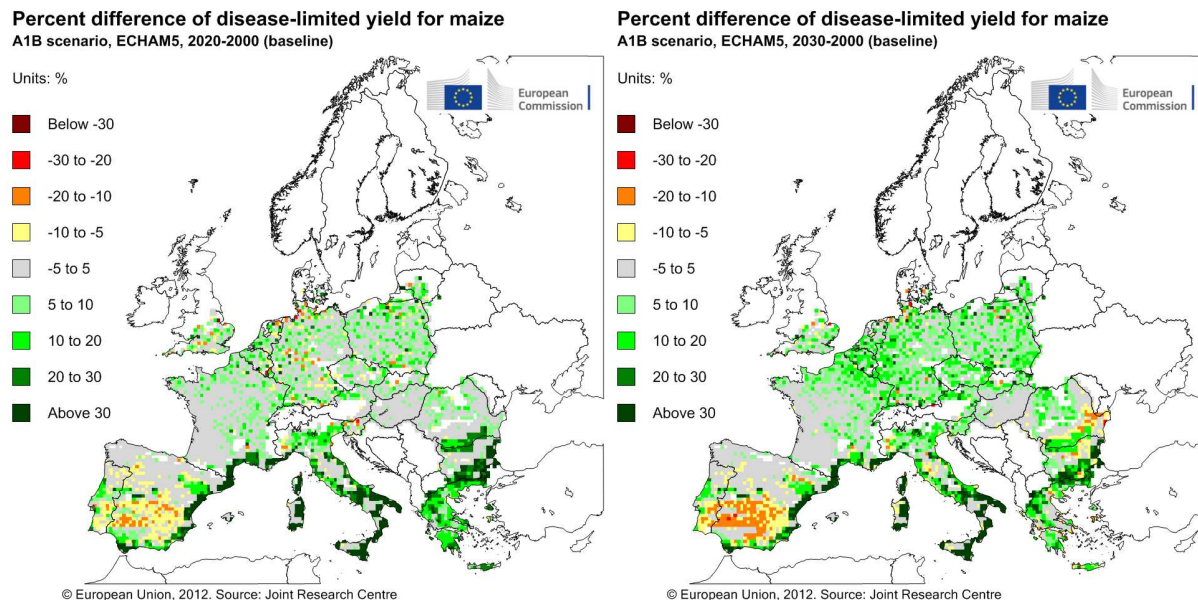 Percent difference of disease-limited yield for maize
A1B scenario, ECHAM5, 2020-2000 (baseline)
Units: %
European
Commission
Below -30
-30 to -20
-20 to -10
-10 to -5
-5 to 5
5 to 10
10 to 20
20 to 30
Above 30
© European Union, 2012. Source: Joint Research Centre
Percent difference of disease-limited yield for maize
A1B scenario, ECHAM5, 2030-2000 (baseline)
Units: %
European
Commission
Below -30
-30 to -20
-20 to -10
-10 to -5
-5 to 5
5 to 10
10 to 20
20 to 30
Above 30
© European Union, 2012. Source: Joint Research Centre